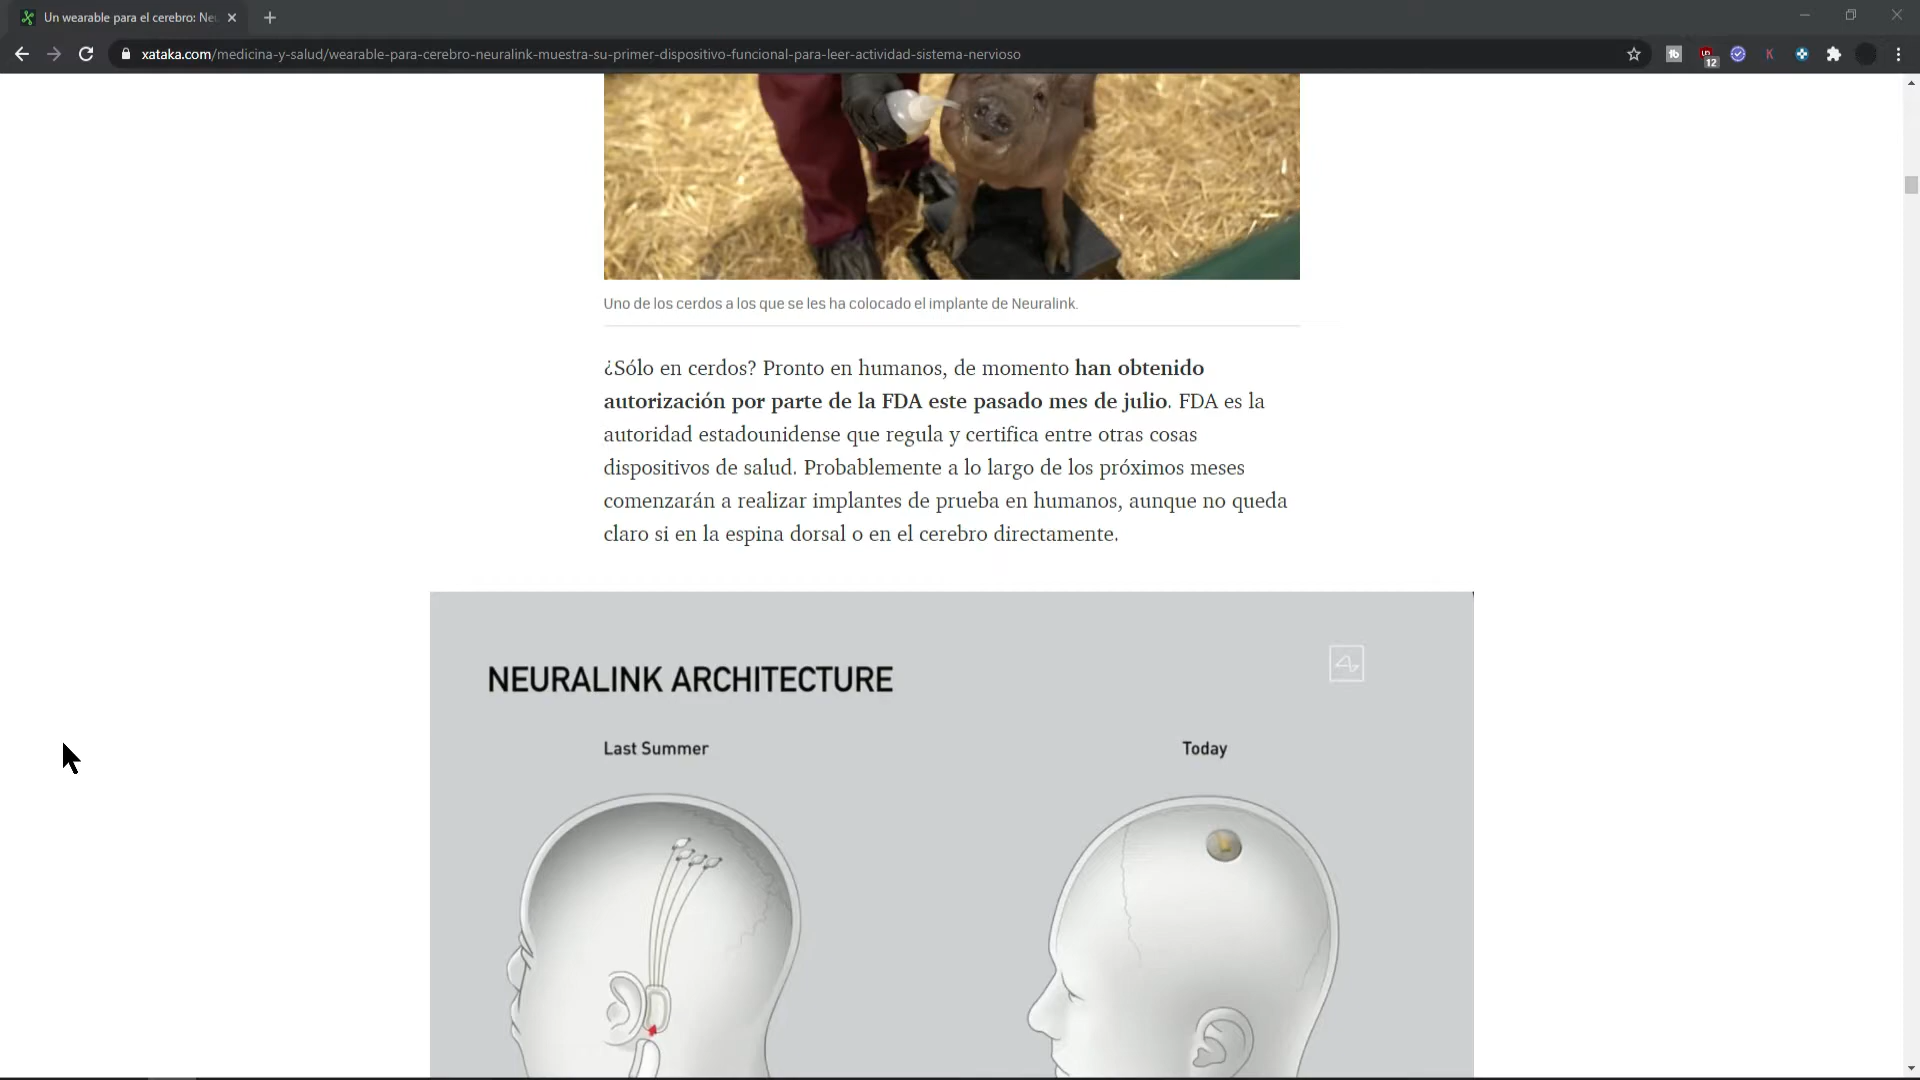 Un wearable para el cerebro: Neu
xataka.com/medicina-y-salud/wearable-para-cerebro-neuralink-muestra-su-primer-dispositivo-funcional-para-leer-actividad-sistema-nervioso
12
Uno de los cerdos a los que se les ha colocado el implante de Neuralink.
¿Sólo en cerdos? Pronto en humanos, de momento han obtenido
autorización por parte de la FDA este pasado mes de julio. FDA es la
autoridad estadounidense que regula y certifica entre otras cosas
dispositivos de salud. Probablemente a lo largo de los próximos meses
comenzarán a realizar implantes de prueba en humanos, aunque no queda
claro si en la espina dorsal o en el cerebro directamente.
NEURALINK ARCHITECTURE
Last Summer
Today